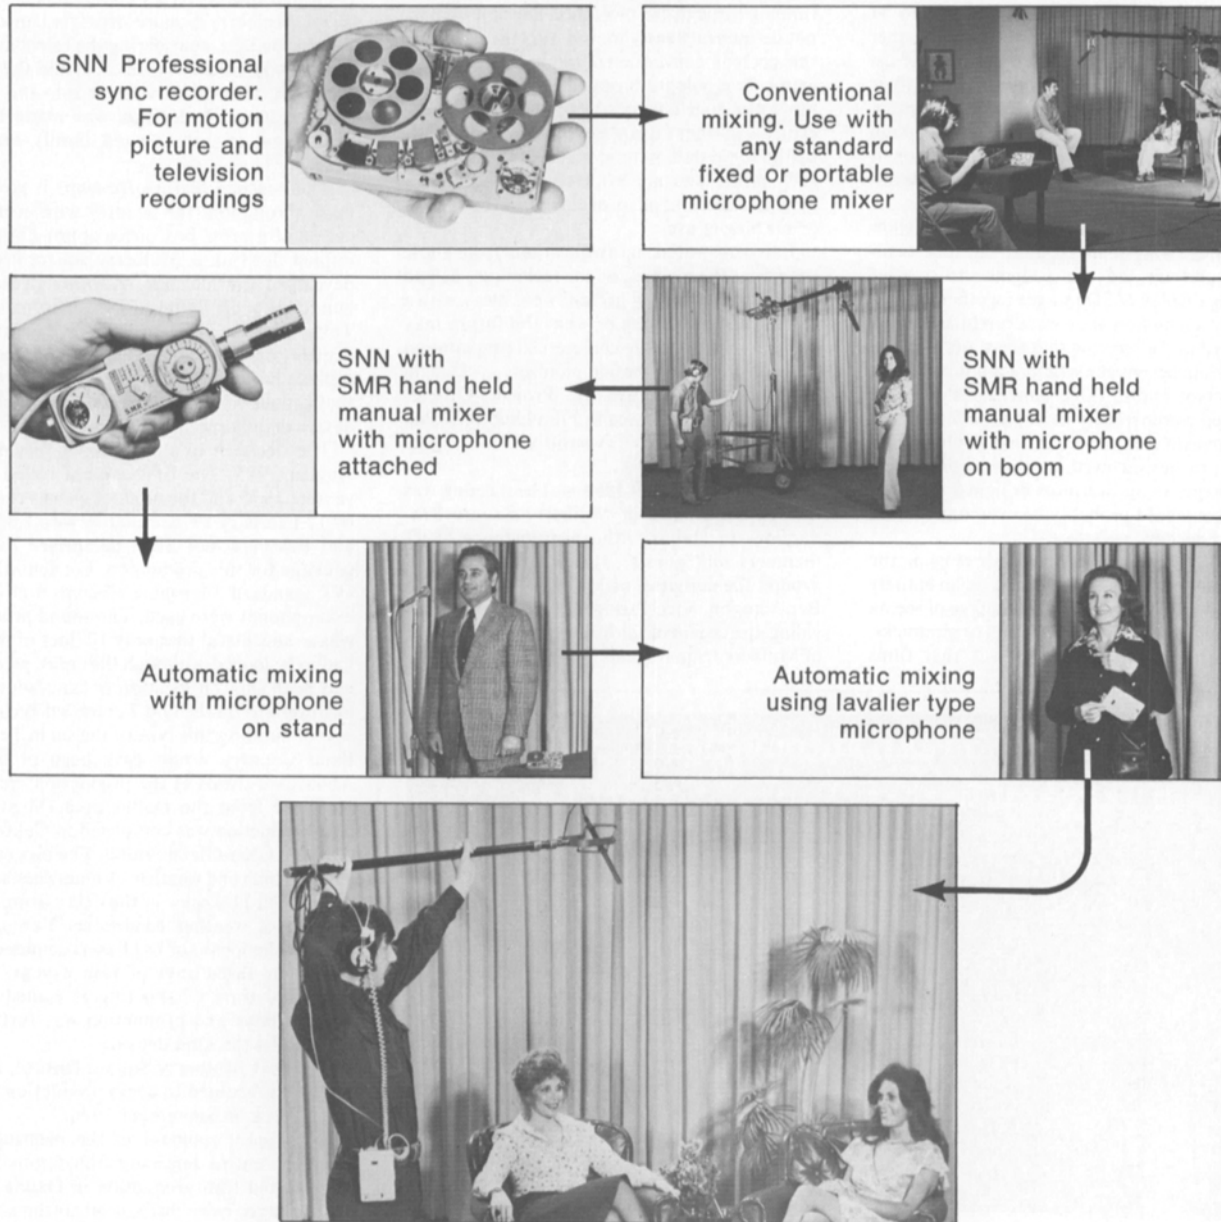 SNN Professional
sync recorder.
For motion
picture and
television
recordings
Conventional
mixing. Use with
any standard
fixed or portable
microphone mixer
SNN with
SMR hand held
manual mixer
with microphone
on boom
SNN with
SMR hand held
manual mixer
with microphone
attached
Automatic mixing
with microphone
on stand
Automatic mixing
using lavalier type
microphone